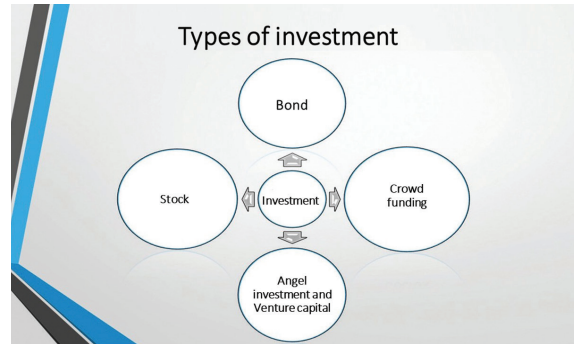 Types of investment
Bond
Stock
Investment
Crowd
funding
Angel
investment and
Venture capital